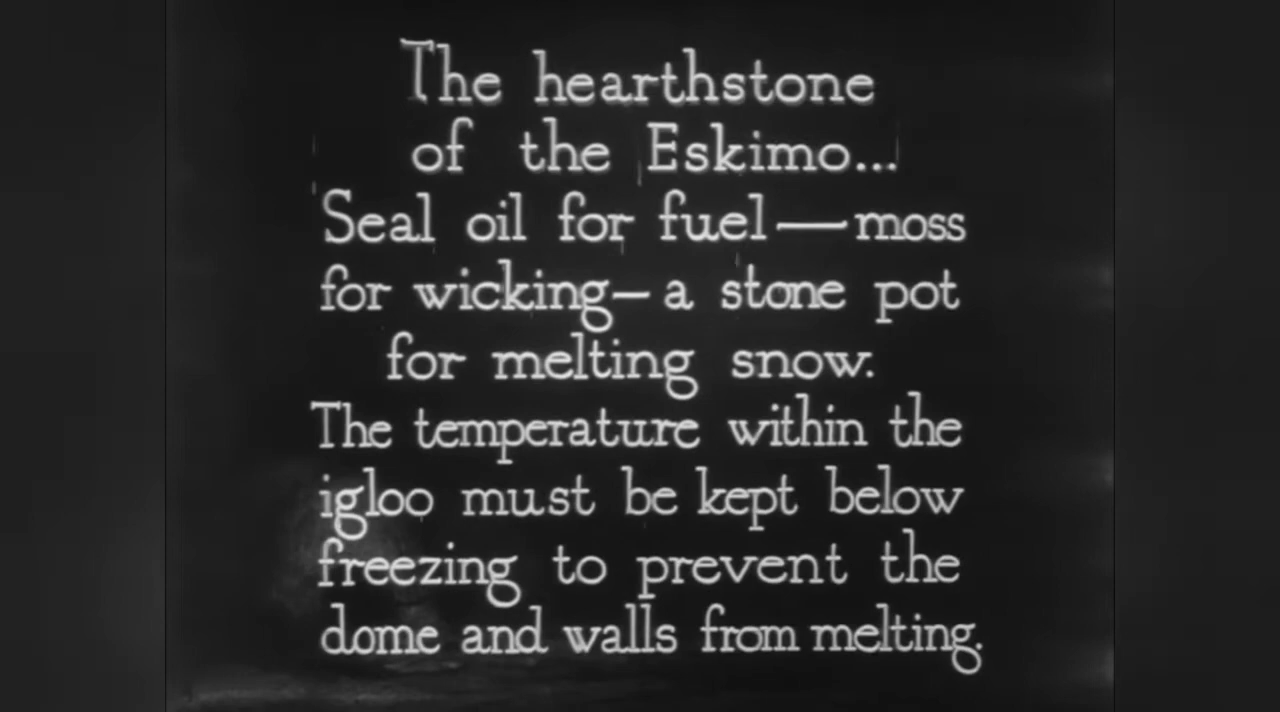 The hearthstone
of the Eskimo...
Seal oil for fuel — moss
for wicking — a stone pot
for melting snow.
The temperature within the
igloo must be kept below
freezing to prevent the
dome and walls from melting.